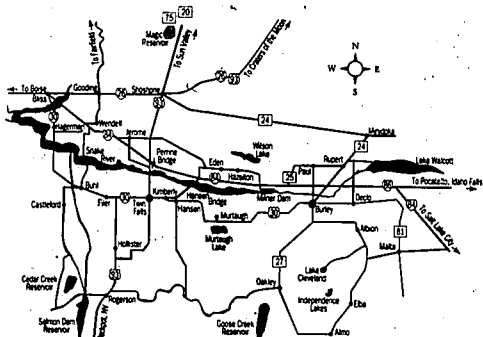 75
20
Magic
Reservoir
To Fairfield
To Sun Valley
To Craters of the Moon
N
W
E
S
To Boise
Bliss
Gooding
26
Shoshone
26
93
93
30
Hagerman
Wendell
84
Jerome
24
Minidoka
24
Snake
River
Perrine
Bridge
Eden
Wilson
Lake
Rupert
Lake Walcott
Paul
25
Hazelton
80
86
To Pocatello, Idaho Falls
Buhl
Milner Dam
84
To Salt Lake City
Castleford
Filer
30
Twin
Falls
Kimberly
Hansen
Hansen
Bridge
Murtaugh
30
Burley
Declo
Albion
81
Malta
Murtaugh
Lake
Hollister
27
Lake
Cleveland
Cedar Creek
Reservoir
93
Oakley
Independence
Lakes
Rogerson
Elba
Salmon Dam
Reservoir
NV
Goose Creek
Reservoir
Almo